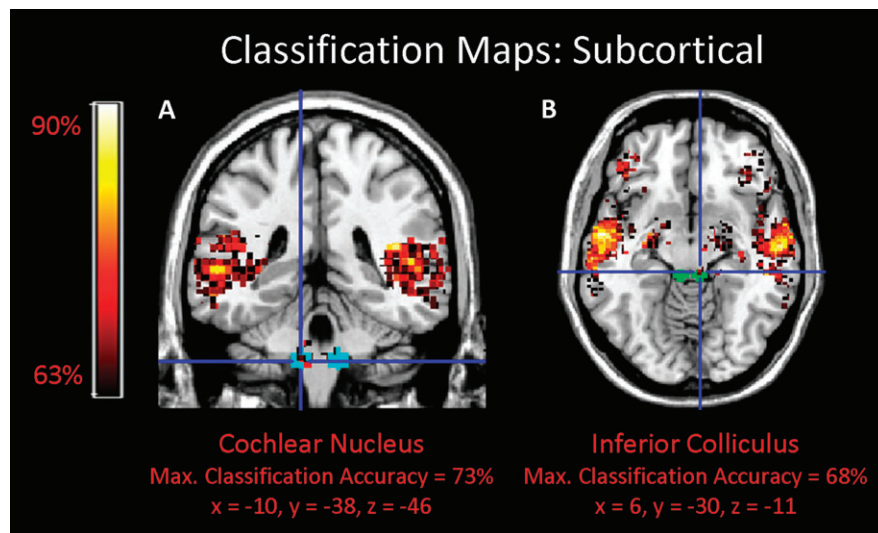 Classification Maps: Subcortical
90%
A
B
63%
Cochlear Nucleus
Max. Classification Accuracy = 73%
x = -10, y = -38, z = -46
Inferior Colliculus
Max. Classification Accuracy = 68%
x = 6, y = -30, z = -11